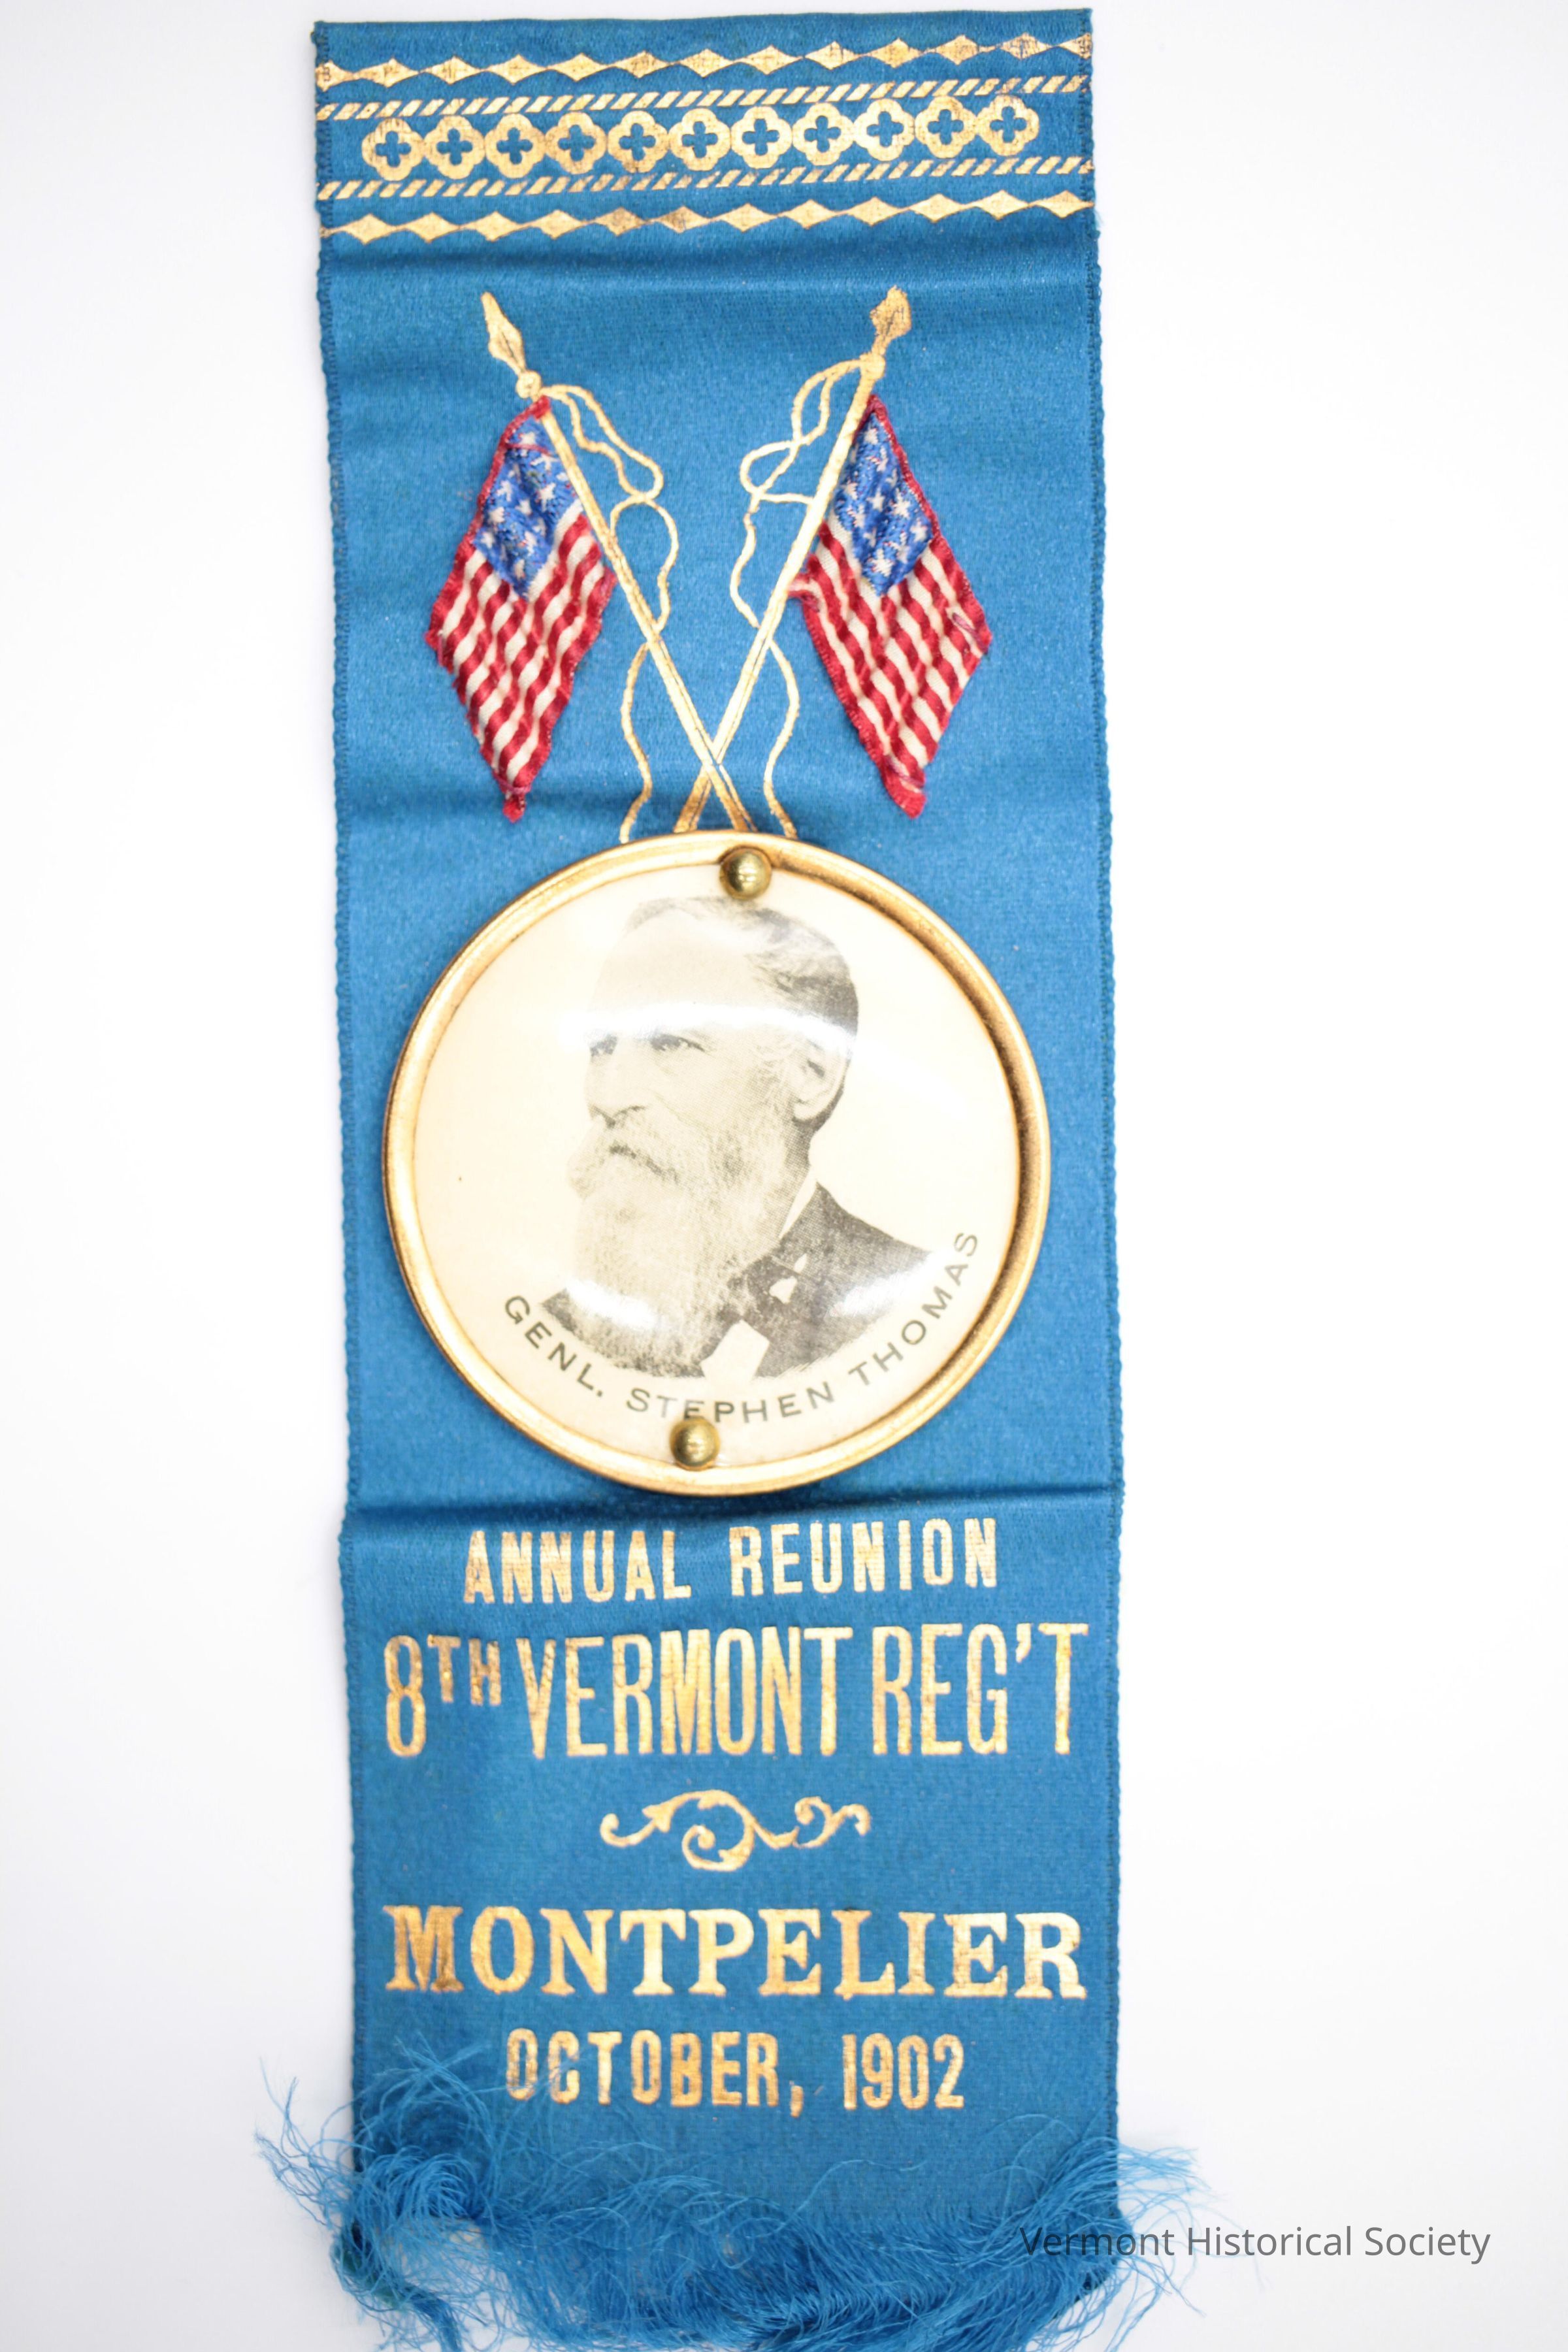 GENL. STEPHEN THOMAS
ANNUAL REUNION
8TH VERMONT REG'T
MONTPELIER
OCTOBER, 1902
Vermont Historical Society